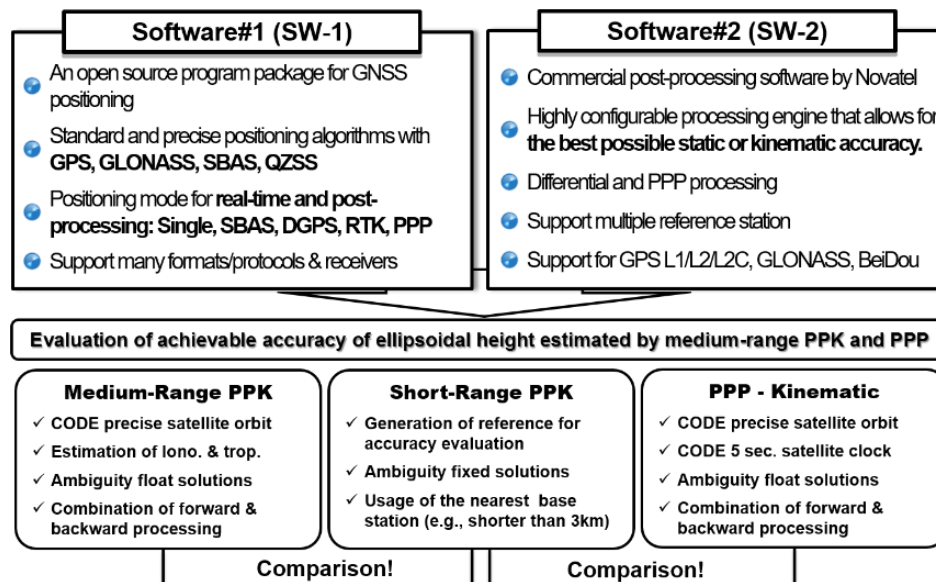 Software#1 (SW-1)
An open source program package for GNSS
positioning
Standard and precise positioning algorithms with
GPS, GLONASS, SBAS, QZSS
Positioning mode for real-time and post-
processing: Single, SBAS, DGPS, RTK, PPP
Support many formats/protocols & receivers
Software#2 (SW-2)
Commercial post-processing software by Novatel
Highly configurable processing engine that allows for
the best possible static or kinematic accuracy.
Differential and PPP processing
Support multiple reference station
Support for GPS L1/L2/L2C, GLONASS, BeiDou
Evaluation of achievable accuracy of ellipsoidal height estimated by medium-range PPK and PPP
Medium-Range PPK
✓ CODE precise satellite orbit
✓ Estimation of Iono. & trop.
✓ Ambiguity float solutions
✓ Combination of forward &
backward processing
Short-Range PPK
✓ Generation of reference for
accuracy evaluation
✓ Ambiguity fixed solutions
✓ Usage of the nearest base
station (e.g., shorter than 3km)
PPP - Kinematic
✓ CODE precise satellite orbit
✓ CODE 5 sec. satellite clock
✓ Ambiguity float solutions
✓ Combination of forward &
backward processing
Comparison!
Comparison!